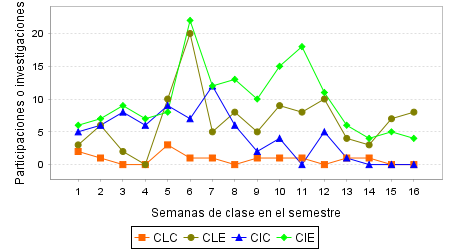 Participaciones o investigaciones
20
15
10
5
0
1 2 3 4 5 6 7 8 9 10 11 12 13 14 15 16
Semanas de clase en el semestre
CLC CLE CIC CIE